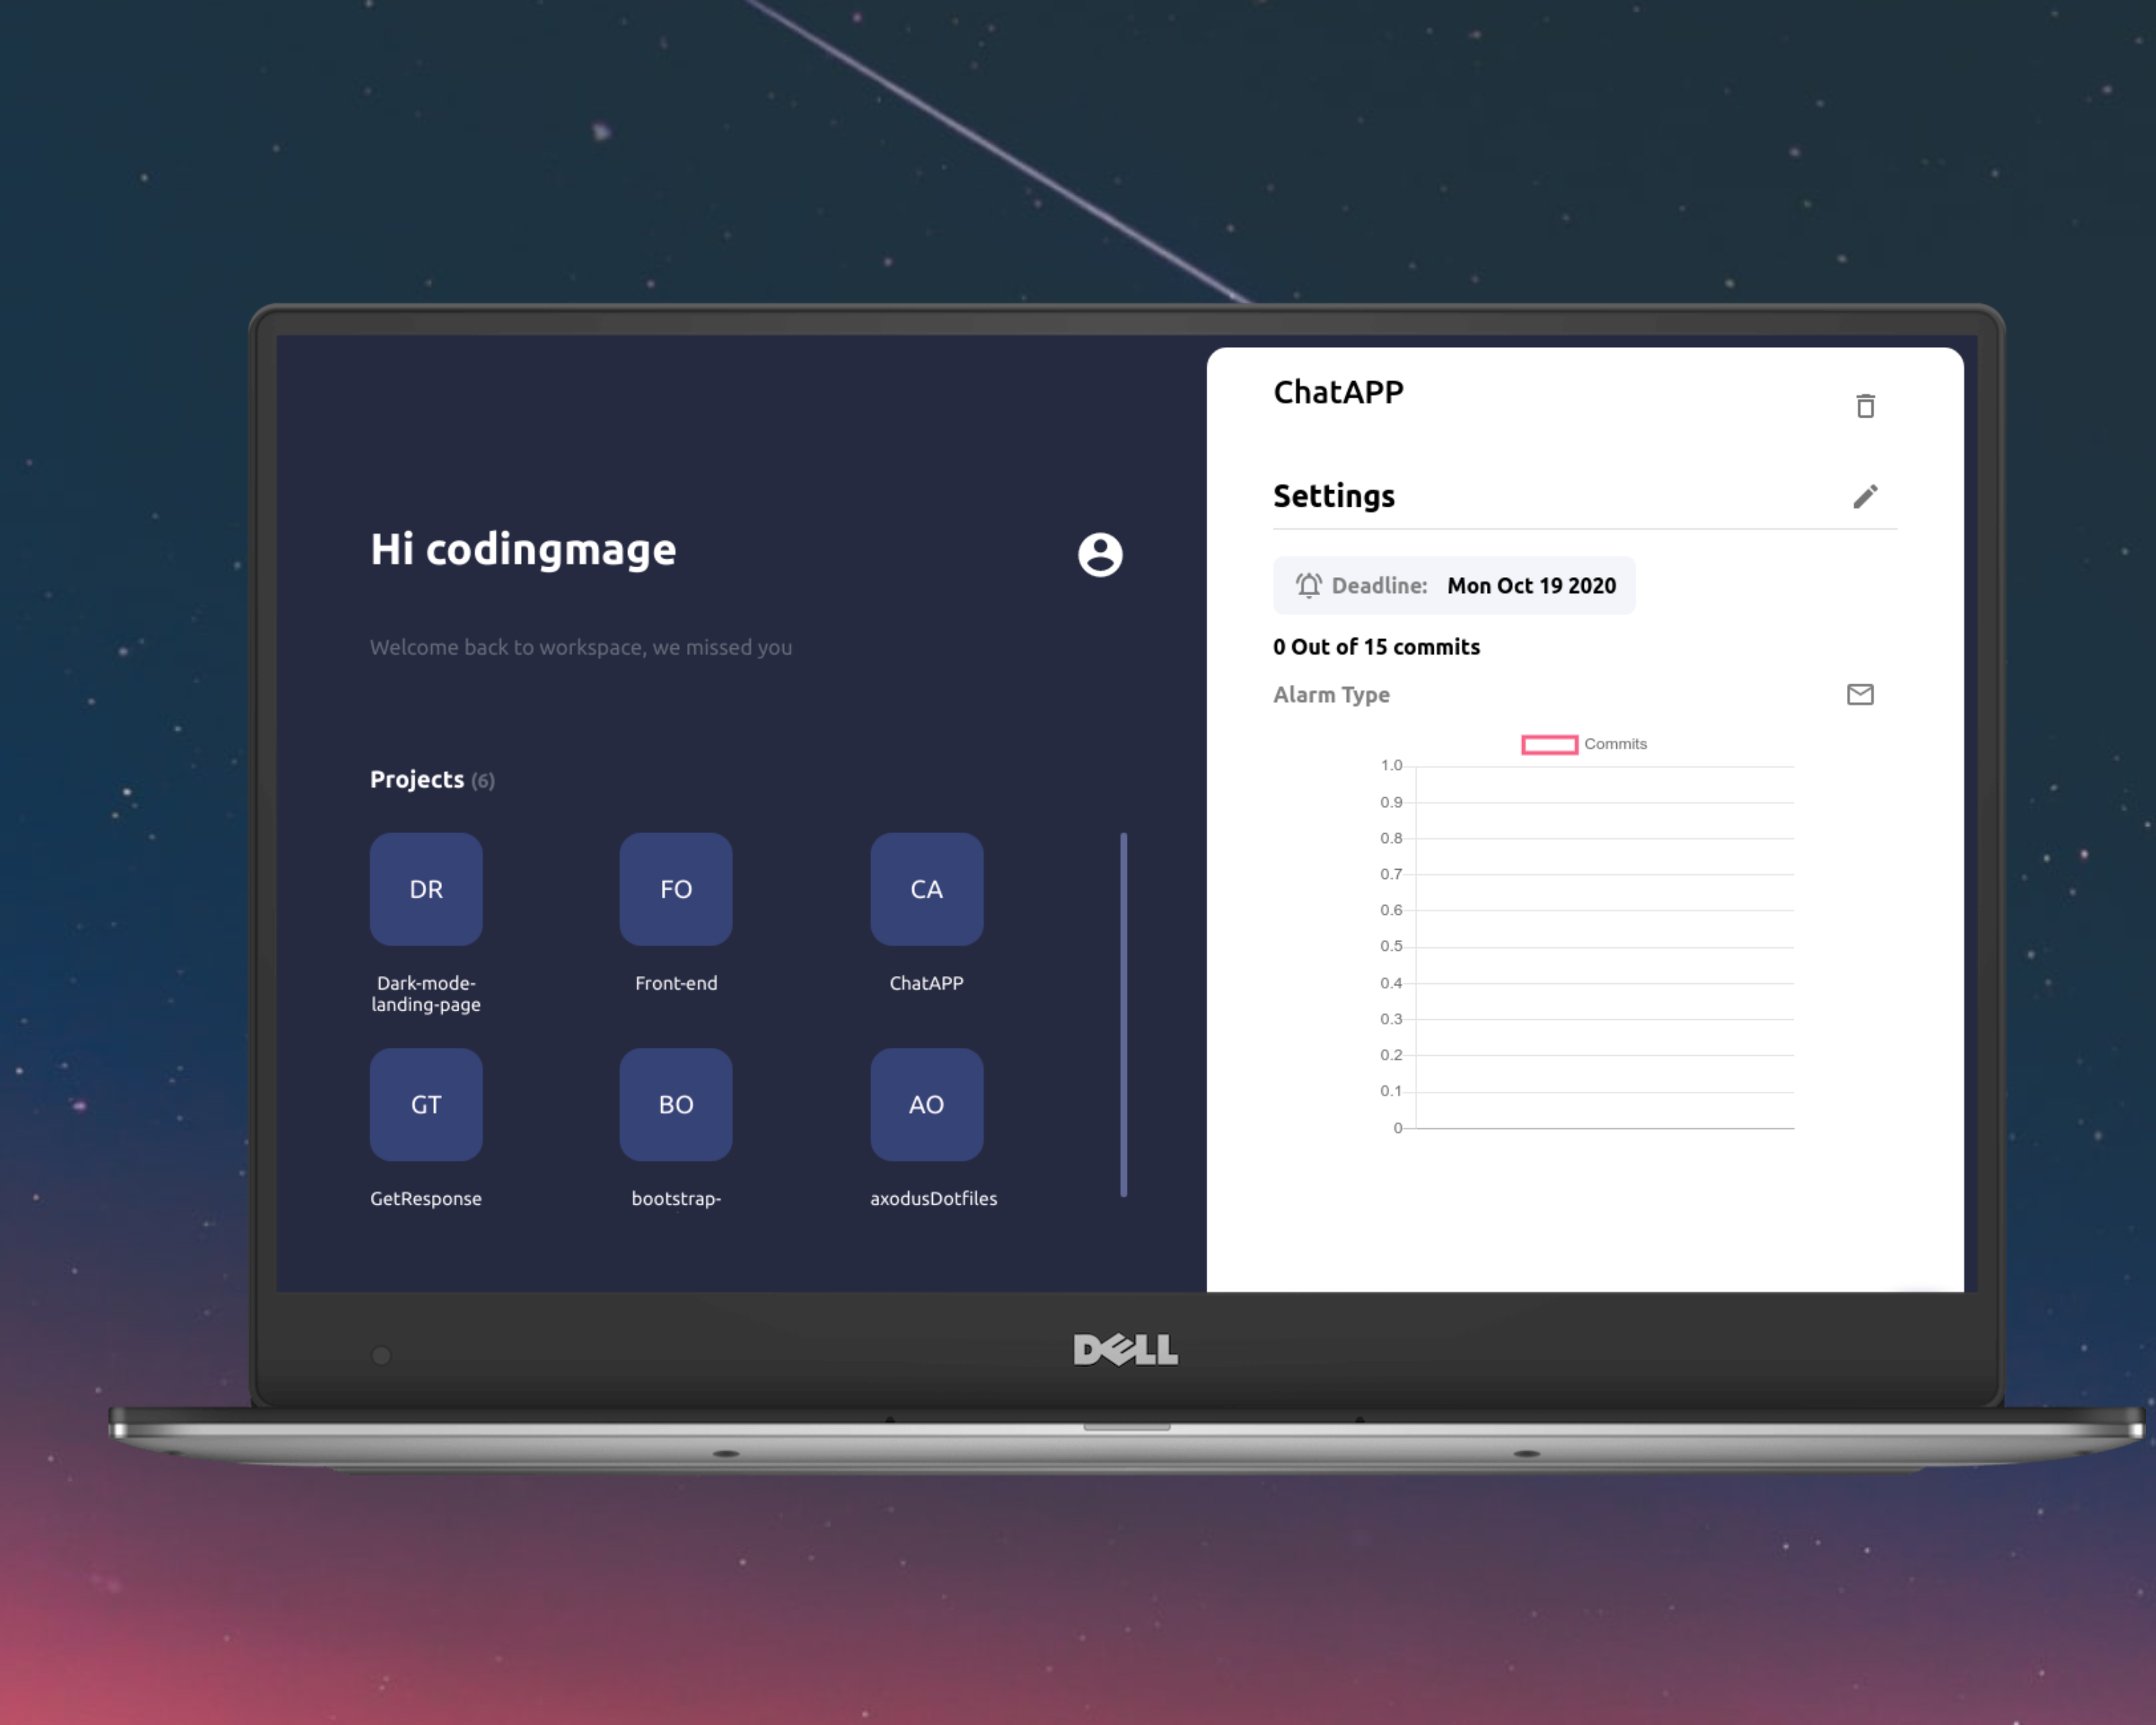 Hi codingmage
Welcome back to workspace, we missed you
Projects (6)
DR
FO
CA
Dark-mode-
landing-page
Front-end
ChatAPP
GT
BO
AO
GetResponse
bootstrap-
axodusDotfiles
ChatAPP
Settings
Deadline: Mon Oct 19 2020
0 Out of 15 commits
Alarm Type
Commits
1.0
0.9
0.8
0.7
0.6
0.5
0.4
0.3
0.2
0.1
0
DELL